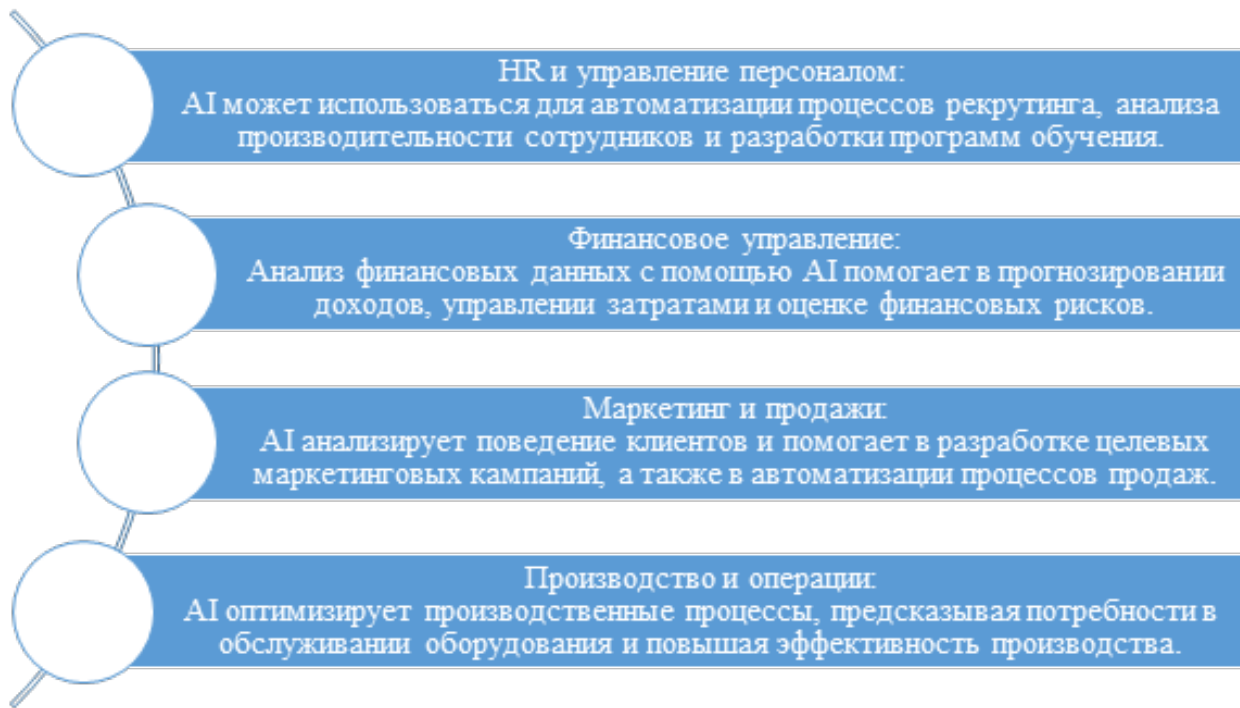 HR и управление персоналом:
AI может использоваться для автоматизации процессов рекрутинга, анализа
производительности сотрудников и разработки программ обучения.
Финансовое управление:
Анализ финансовых данных с помощью AI помогает в прогнозировании
доходов, управлении затратами и оценке финансовых рисков.
Маркетинг и продажи:
AI анализирует поведение клиентов и помогает в разработке целевых
маркетинговых кампаний, а также в автоматизации процессов продаж.
Производство и операции:
AI оптимизирует производственные процессы, предсказывая потребности в
обслуживании оборудования и повышая эффективность производства.